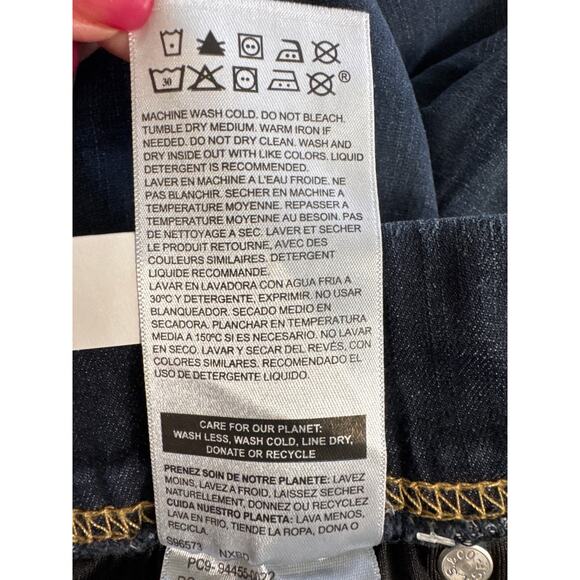 30
®
MACHINE WASH COLD. DO NOT BLEACH.
TUMBLE DRY MEDIUM. WARM IRON IF
NEEDED. DO NOT DRY CLEAN. WASH AND
DRY INSIDE OUT WITH LIKE COLORS. LIQUID
DETERGENT IS RECOMMENDED.
LAVER EN MACHINE A L'EAU FROIDE. NE
PAS BLANCHIR. SECHER EN MACHINE A
TEMPERATURE MOYENNE. REPASSER A
TEMPERATURE MOYENNE AU BESOIN. PAS
DE NETTOYAGE A SEC. LAVER ET SECHER
LE PRODUIT RETOURNE, AVEC DES
COULEURS SIMILAIRES. DETERGENT
LIQUIDE RECOMMANDE.
LAVAR EN LAVADORA CON AGUA FRIA A
30ºC Y DETERGENTE, EXPRIMIR. NO USAR
BLANQUEADOR. SECADO MEDIO EN
SECADORA. PLANCHAR EN TEMPERATURA
MEDIA A 150ºC SI ES NECESARIO. NO LAVAR
EN SECO. LAVAR Y SECAR DEL REVÉS, CON
COLORES SIMILARES. RECOMENDADO EL
USO DE DETERGENTE LIQUIDO.
CARE FOR OUR PLANET:
WASH LESS, WASH COLD, LINE DRY,
DONATE OR RECYCLE
PRENEZ SOIN DE NOTRE PLANETE: LAVEZ
MOINS, LAVEZ A FROID, LAISSEZ SECHER
NATURELLEMENT, DONNEZ OU RECYCLEZ
CUIDA NUESTRO PLANETA: LAVA MENOS,
LAVA EN FRIO, TIENDE LA ROPA, DONA O
RECICLA.
S96573